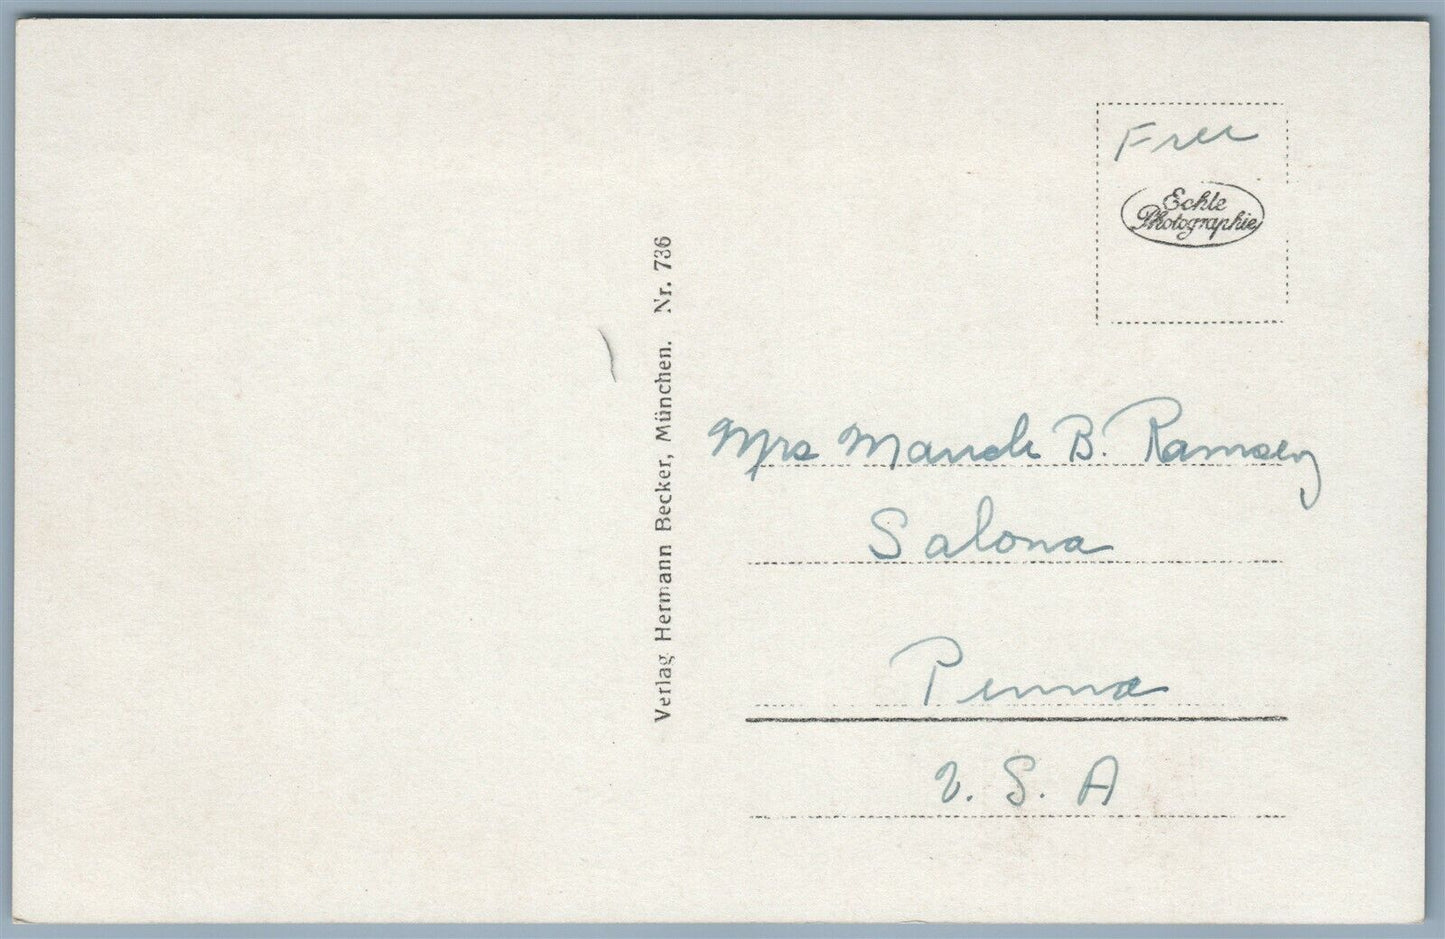 Free
Echte
Photographie
Verlag Hermann Becker, München. Nr. 736
Mrs Maude B. Ramsey
Salona
Penna
U. S. A